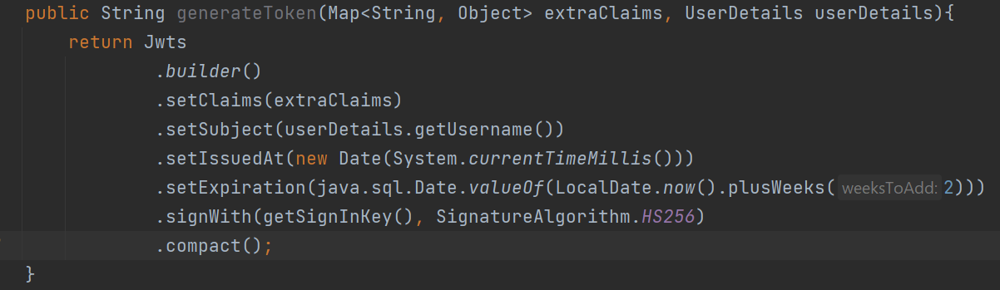 public String generateToken(Map<String, Object> extraClaims, UserDetails userDetails){
return Jwts
.builder()
.setClaims(extraClaims)
.setSubject(userDetails.getUsername())
.setIssuedAt(new Date(System.currentTimeMillis()))
.setExpiration(java.sql.Date.valueOf(LocalDate.now().plusWeeks( weeksToAdd: 2)))
.signWith(getSignInKey(), SignatureAlgorithm.HS256)
.compact();
}